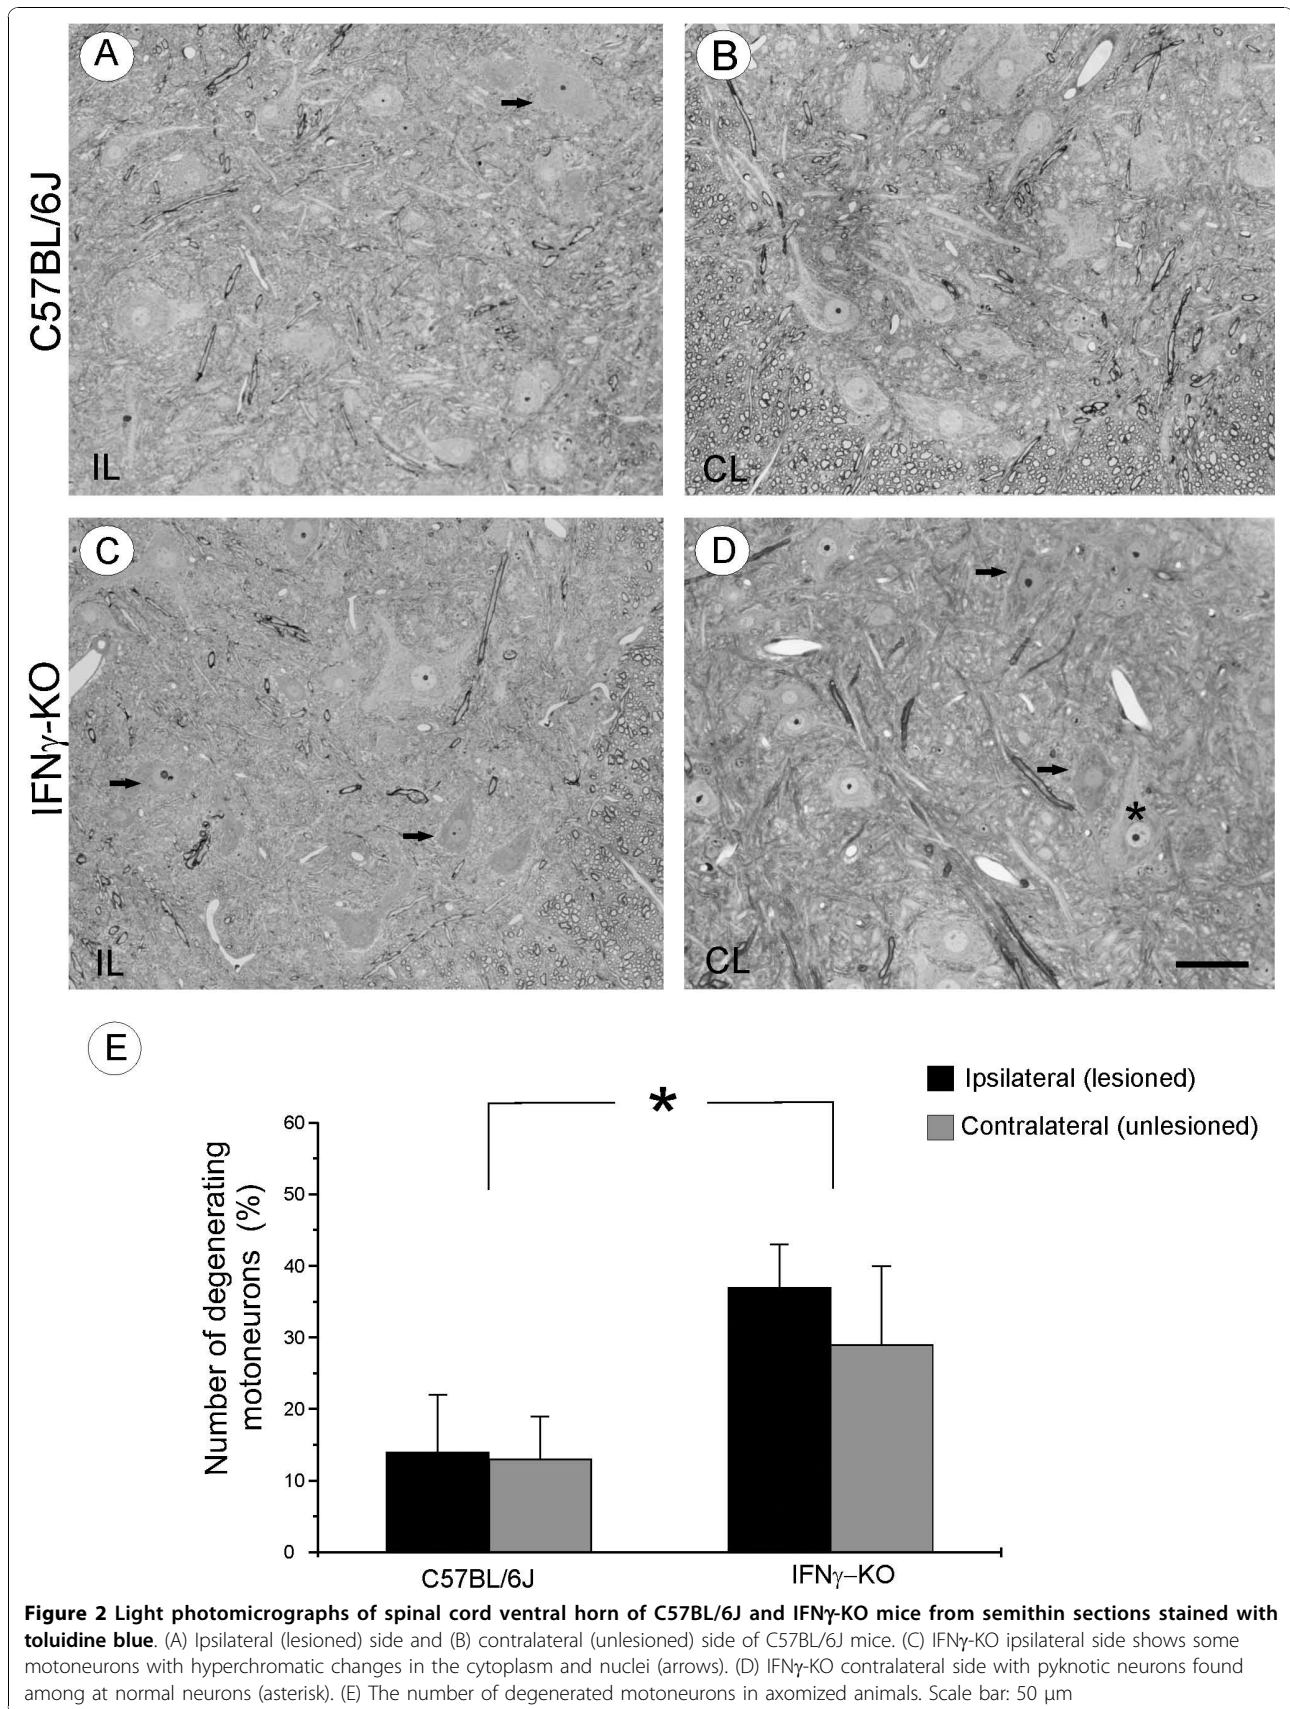 A
B
C57BL/6J
IL
CL
C
D
IFNγ-KO
*
IL
CL
E
Ipsilateral (lesioned)
Contralateral (unlesioned)
*
60
50
40
30
20
10
0
Number of degenerating
motoneurons (%)
C57BL/6J
IFNγ–KO
Figure 2 Light photomicrographs of spinal cord ventral horn of C57BL/6J and IFNγ-KO mice from semithin sections stained with
toluidine blue. (A) Ipsilateral (lesioned) side and (B) contralateral (unlesioned) side of C57BL/6J mice. (C) IFNγ-KO ipsilateral side shows some
motoneurons with hyperchromatic changes in the cytoplasm and nuclei (arrows). (D) IFNγ-KO contralateral side with pyknotic neurons found
among at normal neurons (asterisk). (E) The number of degenerated motoneurons in axomized animals. Scale bar: 50 μm